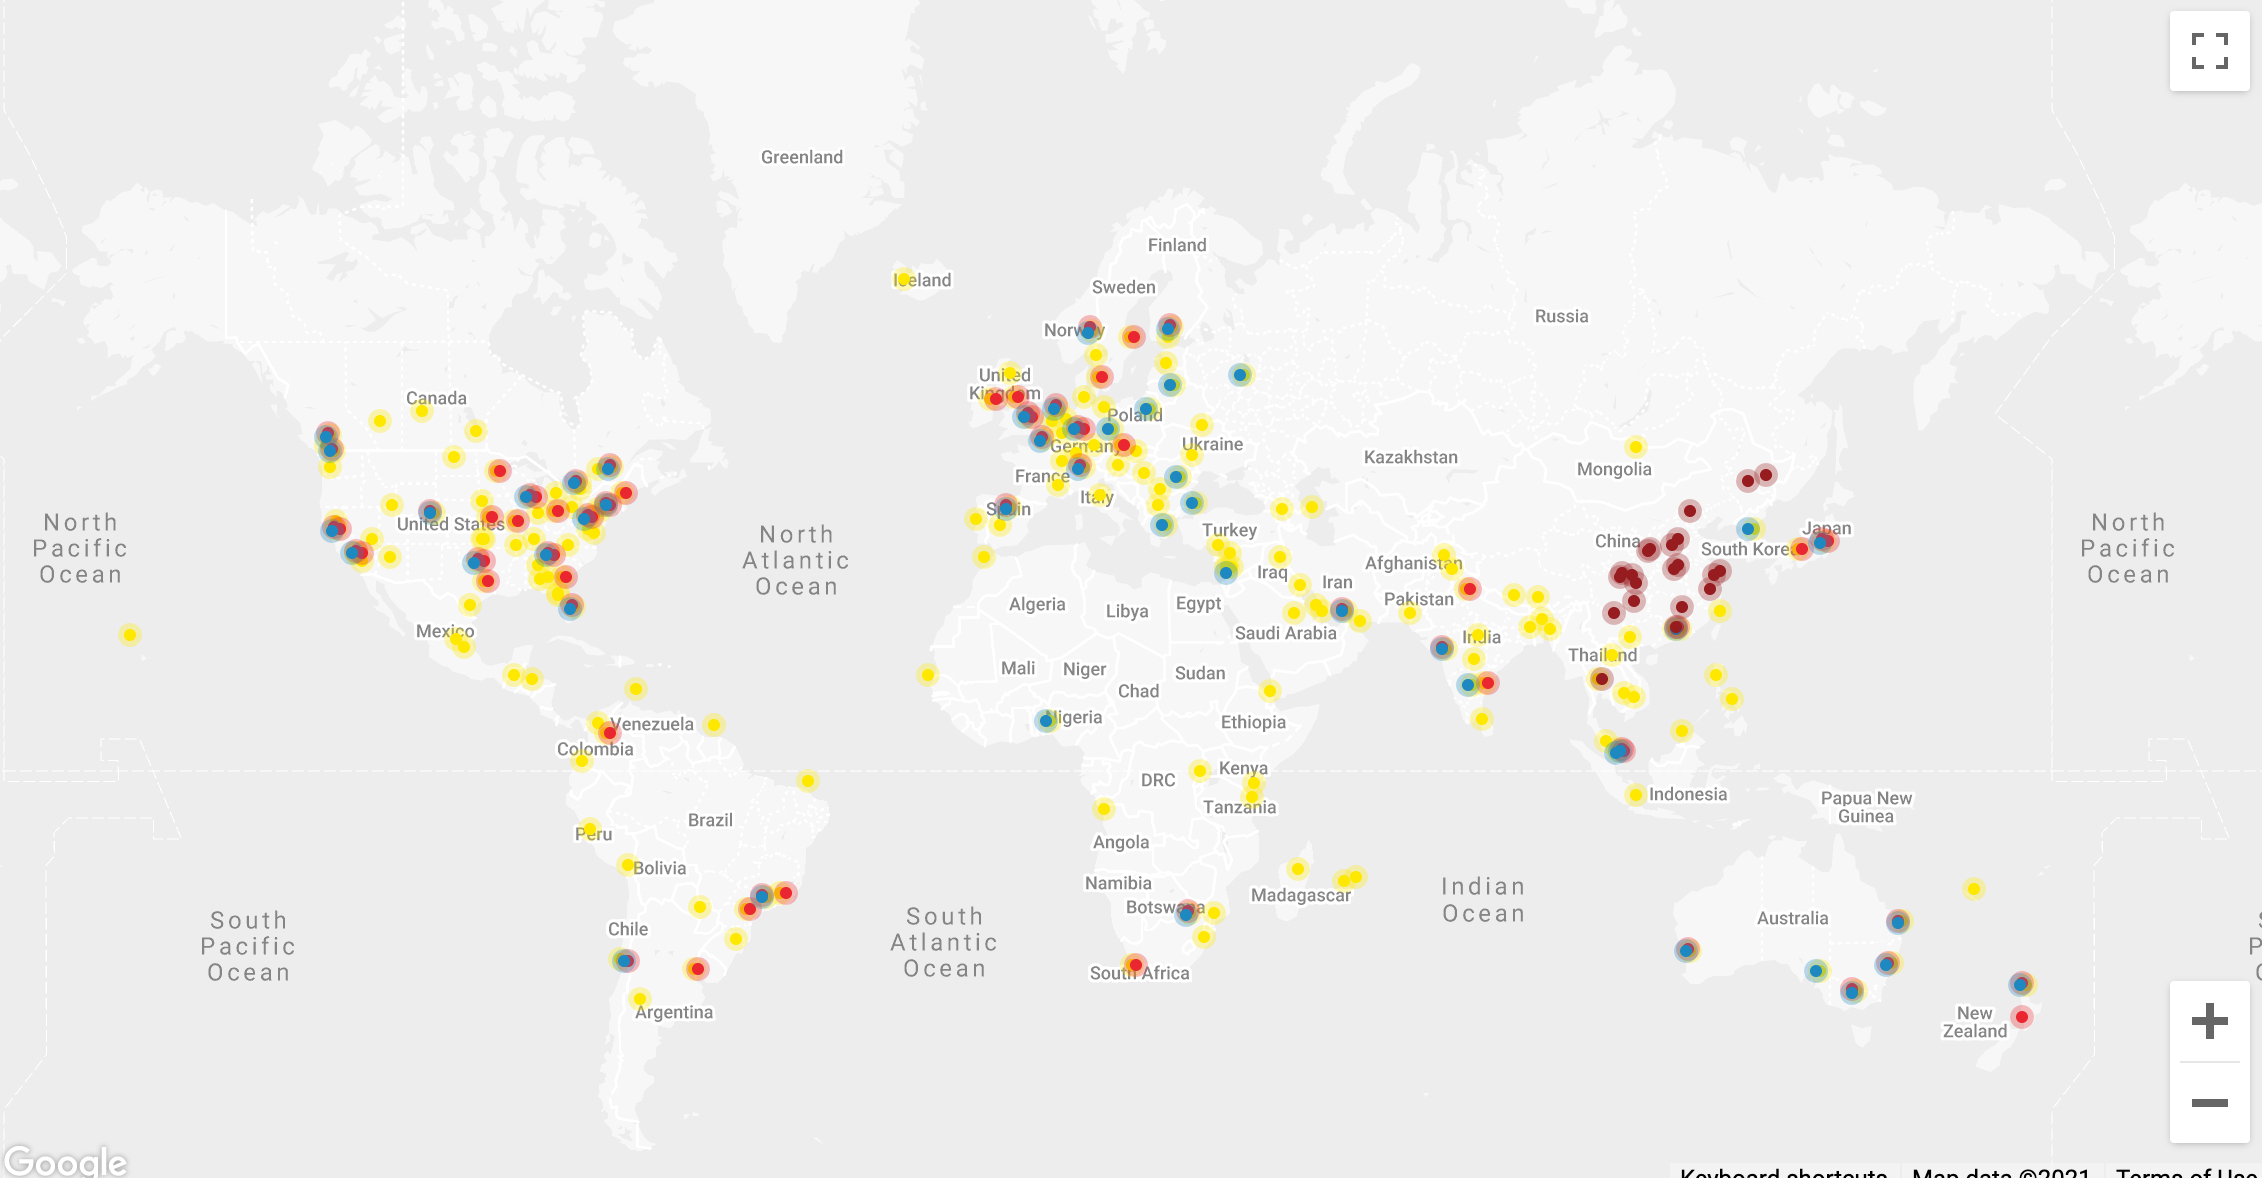 Greenland
Finland
Iceland
Sweden
Norway
Russia
United
Kingdom
Canada
Poland
Ukraine
Germany
Kazakhstan
Mongolia
France
Italy
Spain
North
Pacific
Ocean
United States
North
Atlantic
Ocean
Turkey
China
Japan
South Korea
North
Pacific
Ocean
Afghanistan
Iraq
Iran
Pakistan
Algeria
Libya
Egypt
Mexico
Saudi Arabia
India
Thailand
Mali
Niger
Sudan
Chad
Nigeria
Ethiopia
Venezuela
Colombia
DRC
Kenya
Tanzania
Indonesia
Papua New
Guinea
Brazil
Peru
Angola
Bolivia
Namibia
Madagascar
Botswana
Indian
Ocean
Australia
South
Pacific
Ocean
Chile
South
Atlantic
Ocean
South Africa
Argentina
New
Zealand
Google
Keyboard shortcuts
Map data ©2021
Terms of Use